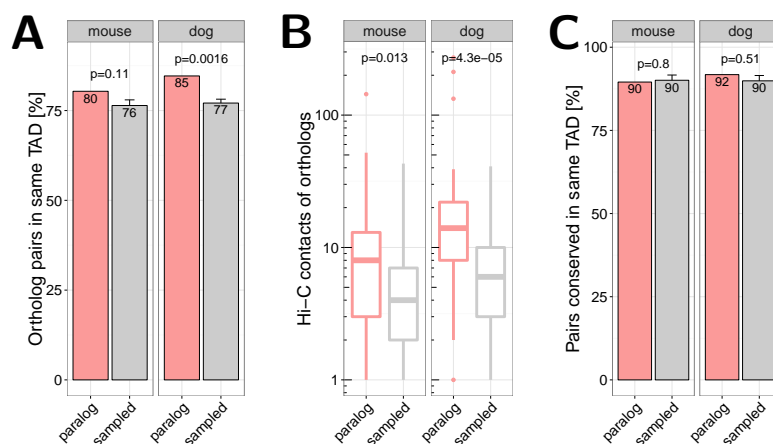 A
mouse
dog
p=0.11
p=0.0016
80
76
85
77
Ortholog pairs in same TAD [%]
75
50
25
0
paralog
sampled
paralog
sampled
B
mouse
dog
p=0.013
p=4.3e−05
Hi−C contacts of orthologs
100
10
1
paralog
sampled
paralog
sampled
C
mouse
dog
p=0.8
p=0.51
90
90
92
90
Pairs conserved in same TAD [%]
100
75
50
25
0
paralog
sampled
paralog
sampled